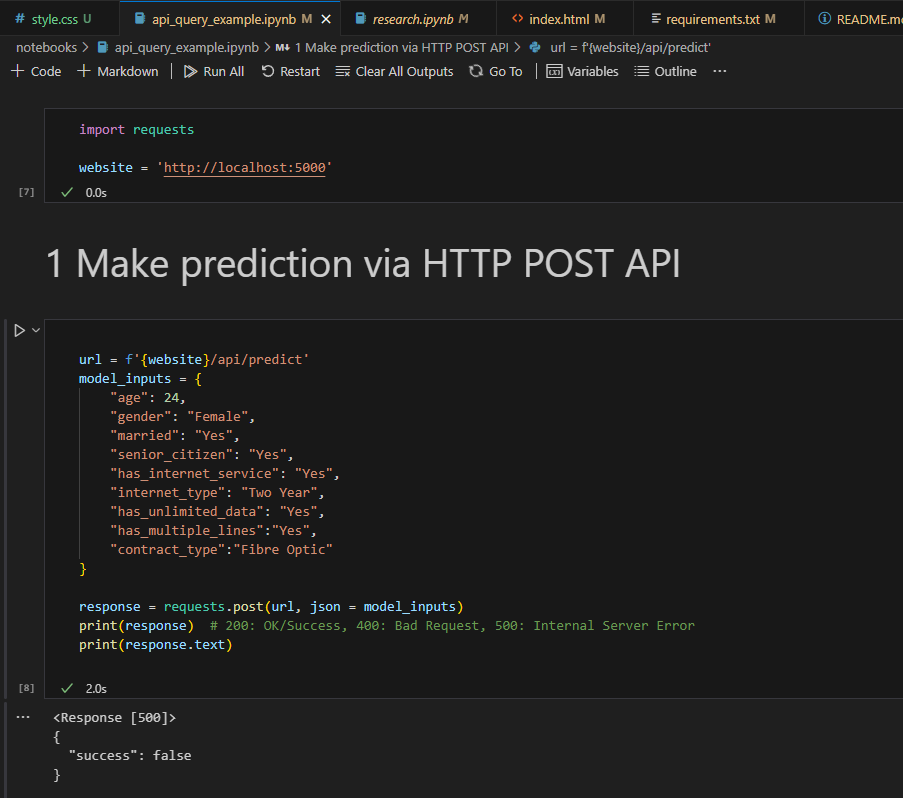 # style.css U api_query_example.ipynb M × research.ipynb M <> index.html M requirements.txt M README.m
notebooks > api_query_example.ipynb > M↓ 1 Make prediction via HTTP POST API > url = f'{website}/api/predict'
+ Code + Markdown | Run All Restart Clear All Outputs Go To | Variables Outline ...
import requests
website = 'http://localhost:5000'
[7] ✓ 0.0s
1 Make prediction via HTTP POST API
url = f'{website}/api/predict'
model_inputs = {
    "age": 24,
    "gender": "Female",
    "married": "Yes",
    "senior_citizen": "Yes",
    "has_internet_service": "Yes",
    "internet_type": "Two Year",
    "has_unlimited_data": "Yes",
    "has_multiple_lines":"Yes",
    "contract_type":"Fibre Optic"
}
response = requests.post(url, json = model_inputs)
print(response)  # 200: OK/Success, 400: Bad Request, 500: Internal Server Error
print(response.text)
[8] ✓ 2.0s
... <Response [500]>
{
  "success": false
}